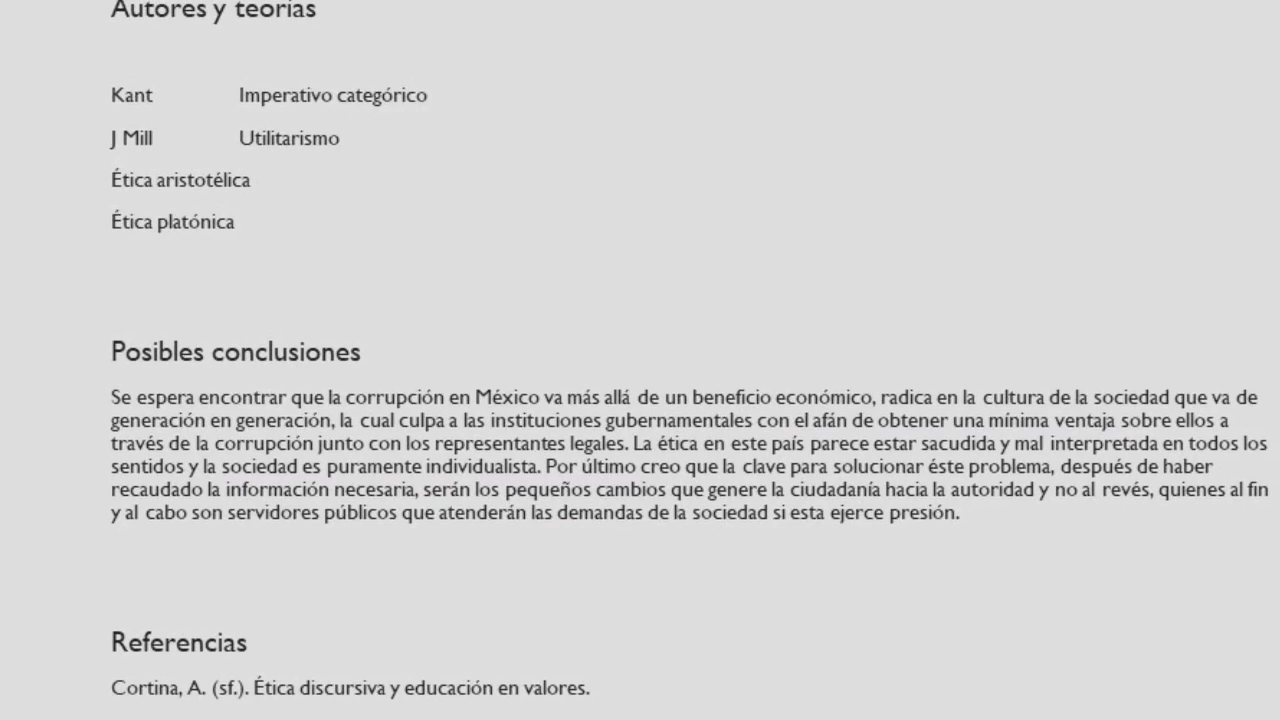 Autores y teorías
Kant Imperativo categórico
J Mill Utilitarismo
Ética aristotélica
Ética platónica
Posibles conclusiones
Se espera encontrar que la corrupción en México va más allá de un beneficio económico, radica en la cultura de la sociedad que va de
generación en generación, la cual culpa a las instituciones gubernamentales con el afán de obtener una mínima ventaja sobre ellos a
través de la corrupción junto con los representantes legales. La ética en este país parece estar sacudida y mal interpretada en todos los
sentidos y la sociedad es puramente individualista. Por último creo que la clave para solucionar éste problema, después de haber
recaudado la información necesaria, serán los pequeños cambios que genere la ciudadanía hacia la autoridad y no al revés, quienes al fin
y al cabo son servidores públicos que atenderán las demandas de la sociedad si esta ejerce presión.
Referencias
Cortina, A. (sf.). Ética discursiva y educación en valores.